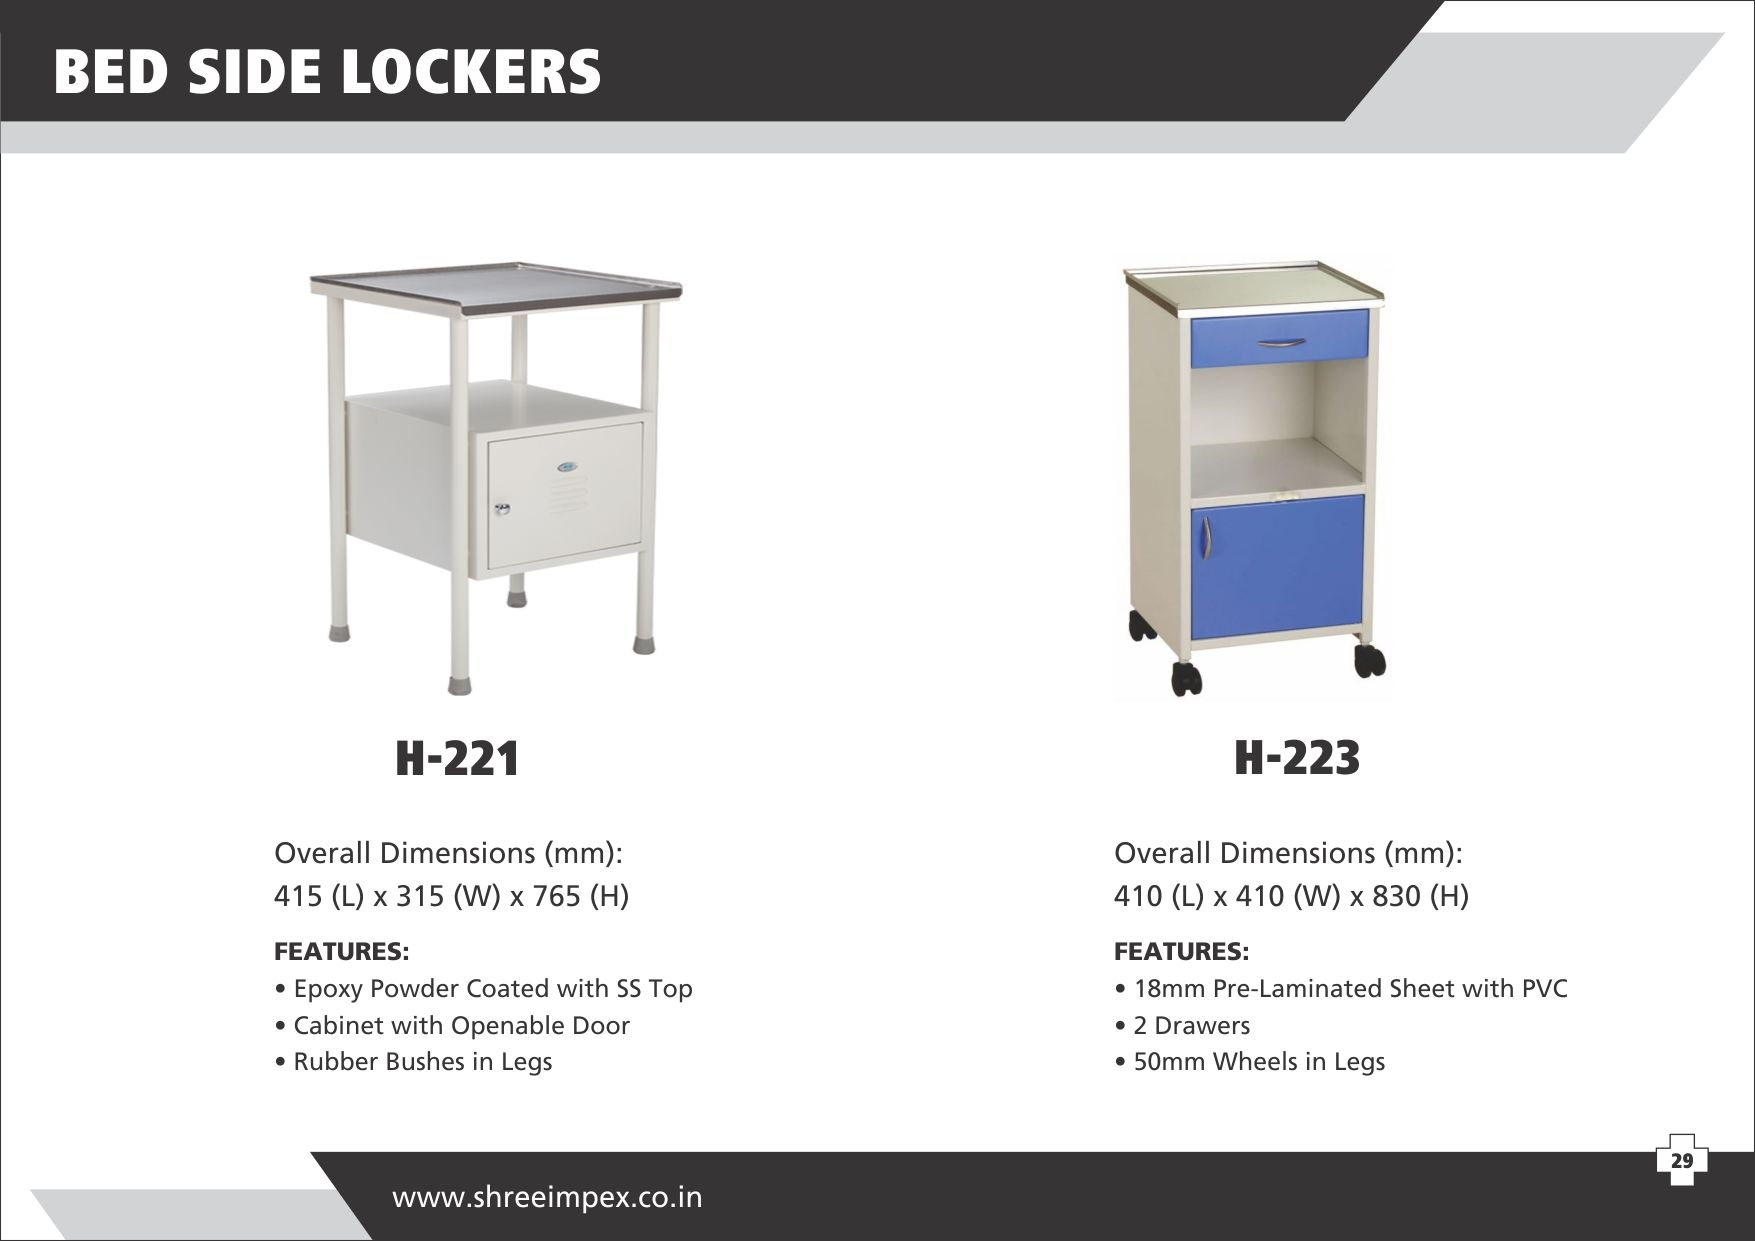 BED SIDE LOCKERS
H-221
Overall Dimensions (mm):
415 (L) x 315 (W) x 765 (H)
FEATURES:
• Epoxy Powder Coated with SS Top
• Cabinet with Openable Door
• Rubber Bushes in Legs
H-223
Overall Dimensions (mm):
410 (L) x 410 (W) x 830 (H)
FEATURES:
• 18mm Pre-Laminated Sheet with PVC
• 2 Drawers
• 50mm Wheels in Legs
29
www.shreeimpex.co.in